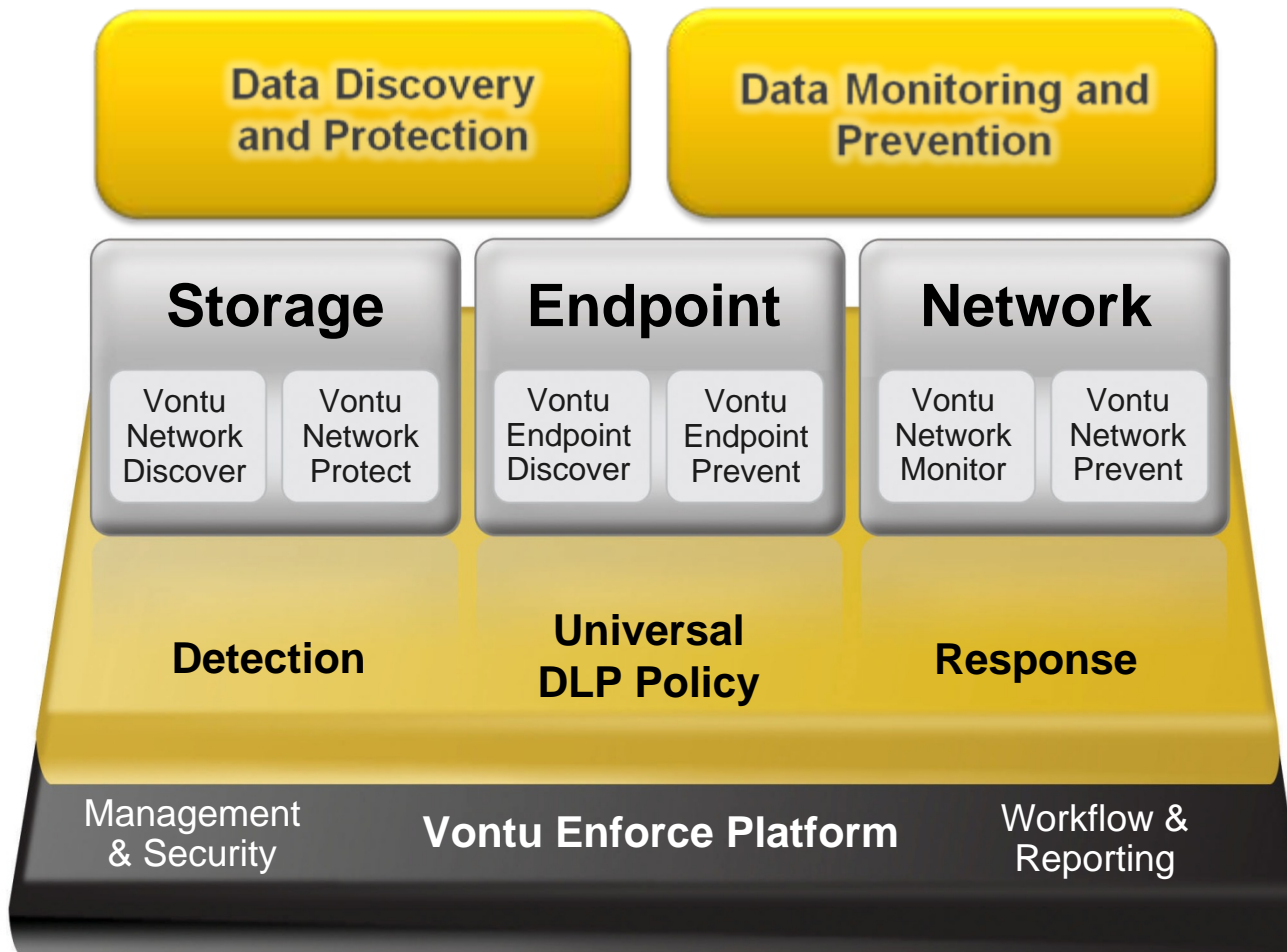 Data Discovery
and Protection
Data Monitoring and
Prevention
Storage
Vontu
Network
Discover
Vontu
Network
Protect
Endpoint
Vontu
Endpoint
Discover
Vontu
Endpoint
Prevent
Network
Vontu
Network
Monitor
Vontu
Network
Prevent
Detection
Universal
DLP Policy
Response
Management
& Security
Vontu Enforce Platform
Workflow &
Reporting